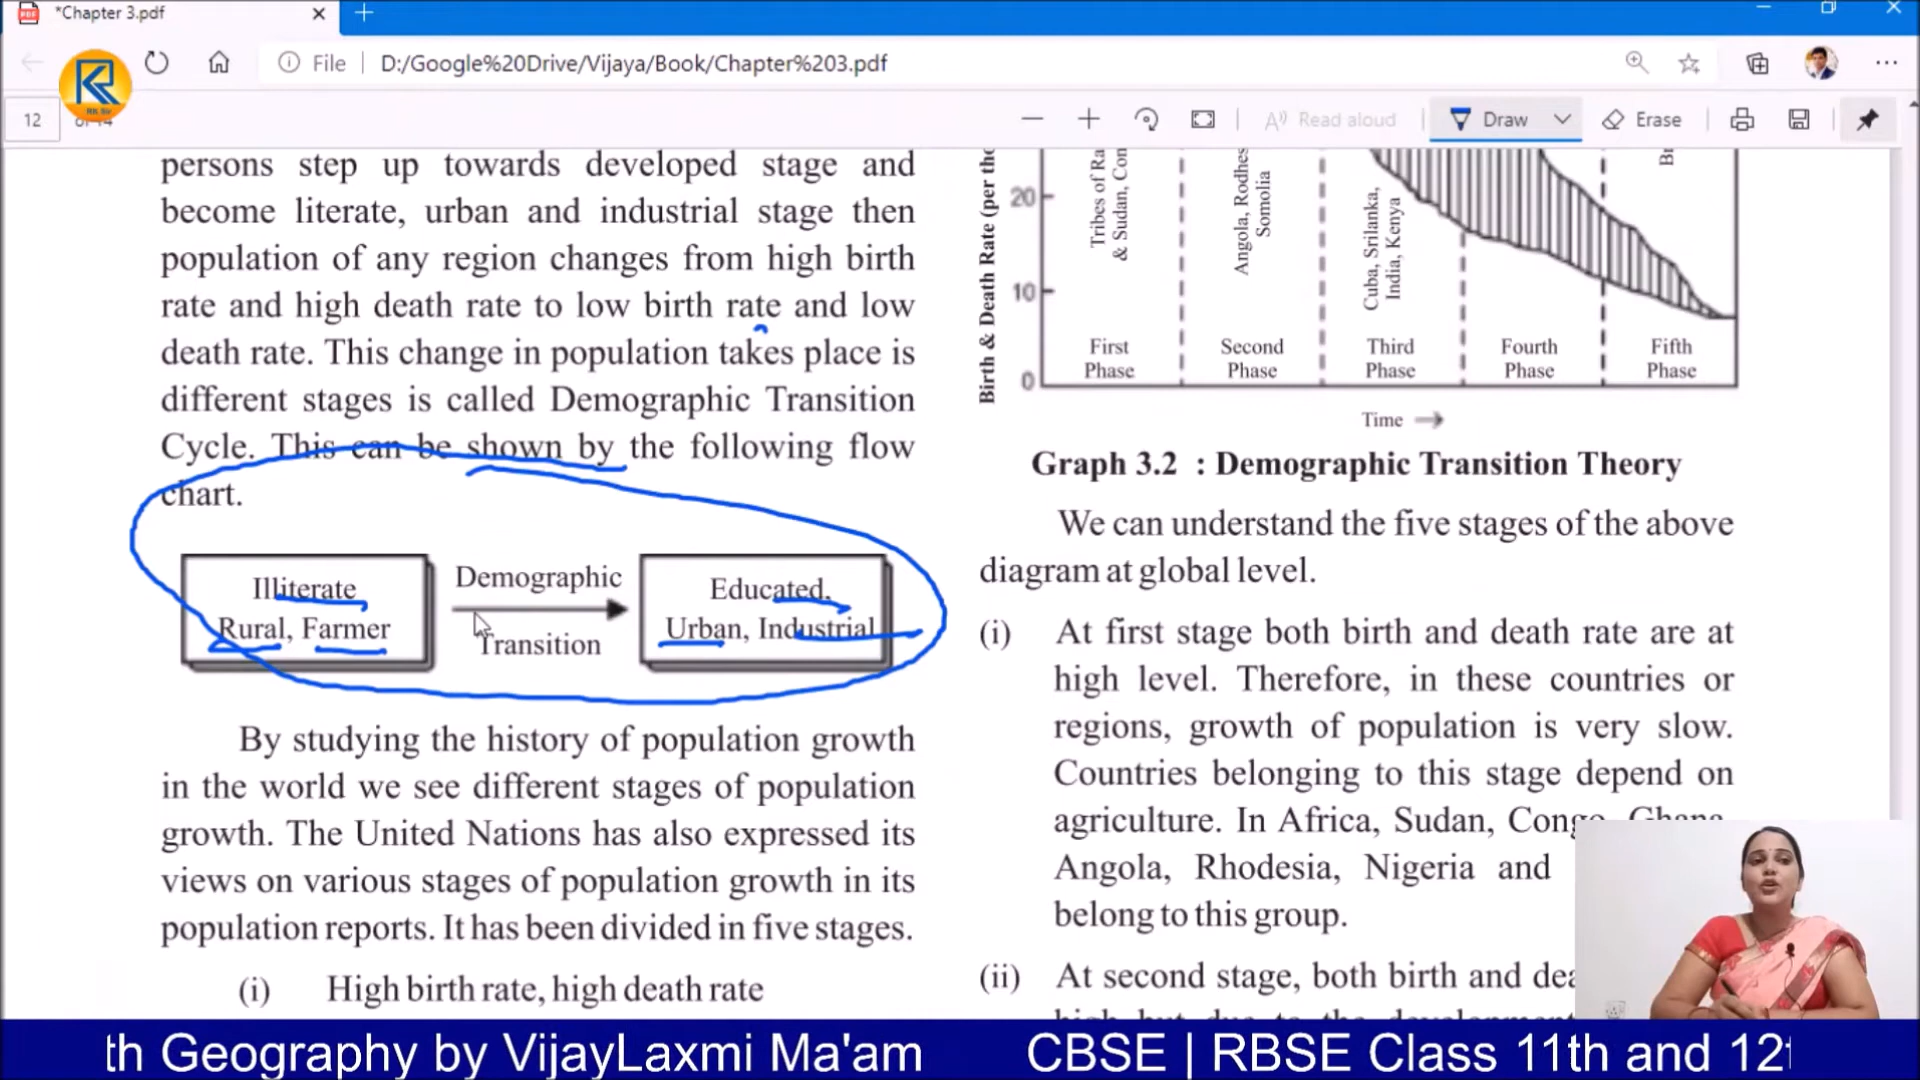 *Chapter 3.pdf
File
D:/Google%20Drive/Vijaya/Book/Chapter%203.pdf
RK Sir
12
of 14
Read aloud
Draw
Erase
persons step up towards developed stage and
become literate, urban and industrial stage then
population of any region changes from high birth
rate and high death rate to low birth rate and low
death rate. This change in population takes place is
different stages is called Demographic Transition
Cycle. This can be shown by the following flow
chart.
Illiterate
Rural, Farmer
Demographic
Transition
Educated,
Urban, Industrial
By studying the history of population growth
in the world we see different stages of population
growth. The United Nations has also expressed its
views on various stages of population growth in its
population reports. It has been divided in five stages.
(i) High birth rate, high death rate
Birth & Death Rate (per
20
10
0
Tribes of
& Sudan,
Angola,
Somolia
Cuba, Srilanka,
India, Kenya
First
Phase
Second
Phase
Third
Phase
Fourth
Phase
Fifth
Phase
Time
Graph 3.2 : Demographic Transition Theory
We can understand the five stages of the above
diagram at global level.
(i) At first stage both birth and death rate are at
high level. Therefore, in these countries or
regions, growth of population is very slow.
Countries belonging to this stage depend on
agriculture. In Africa, Sudan, Congo, Ghana,
Angola, Rhodesia, Nigeria and
belong to this group.
(ii) At second stage, both birth and
th Geography by VijayLaxmi Ma'am
CBSE | RBSE Class 11th and 12